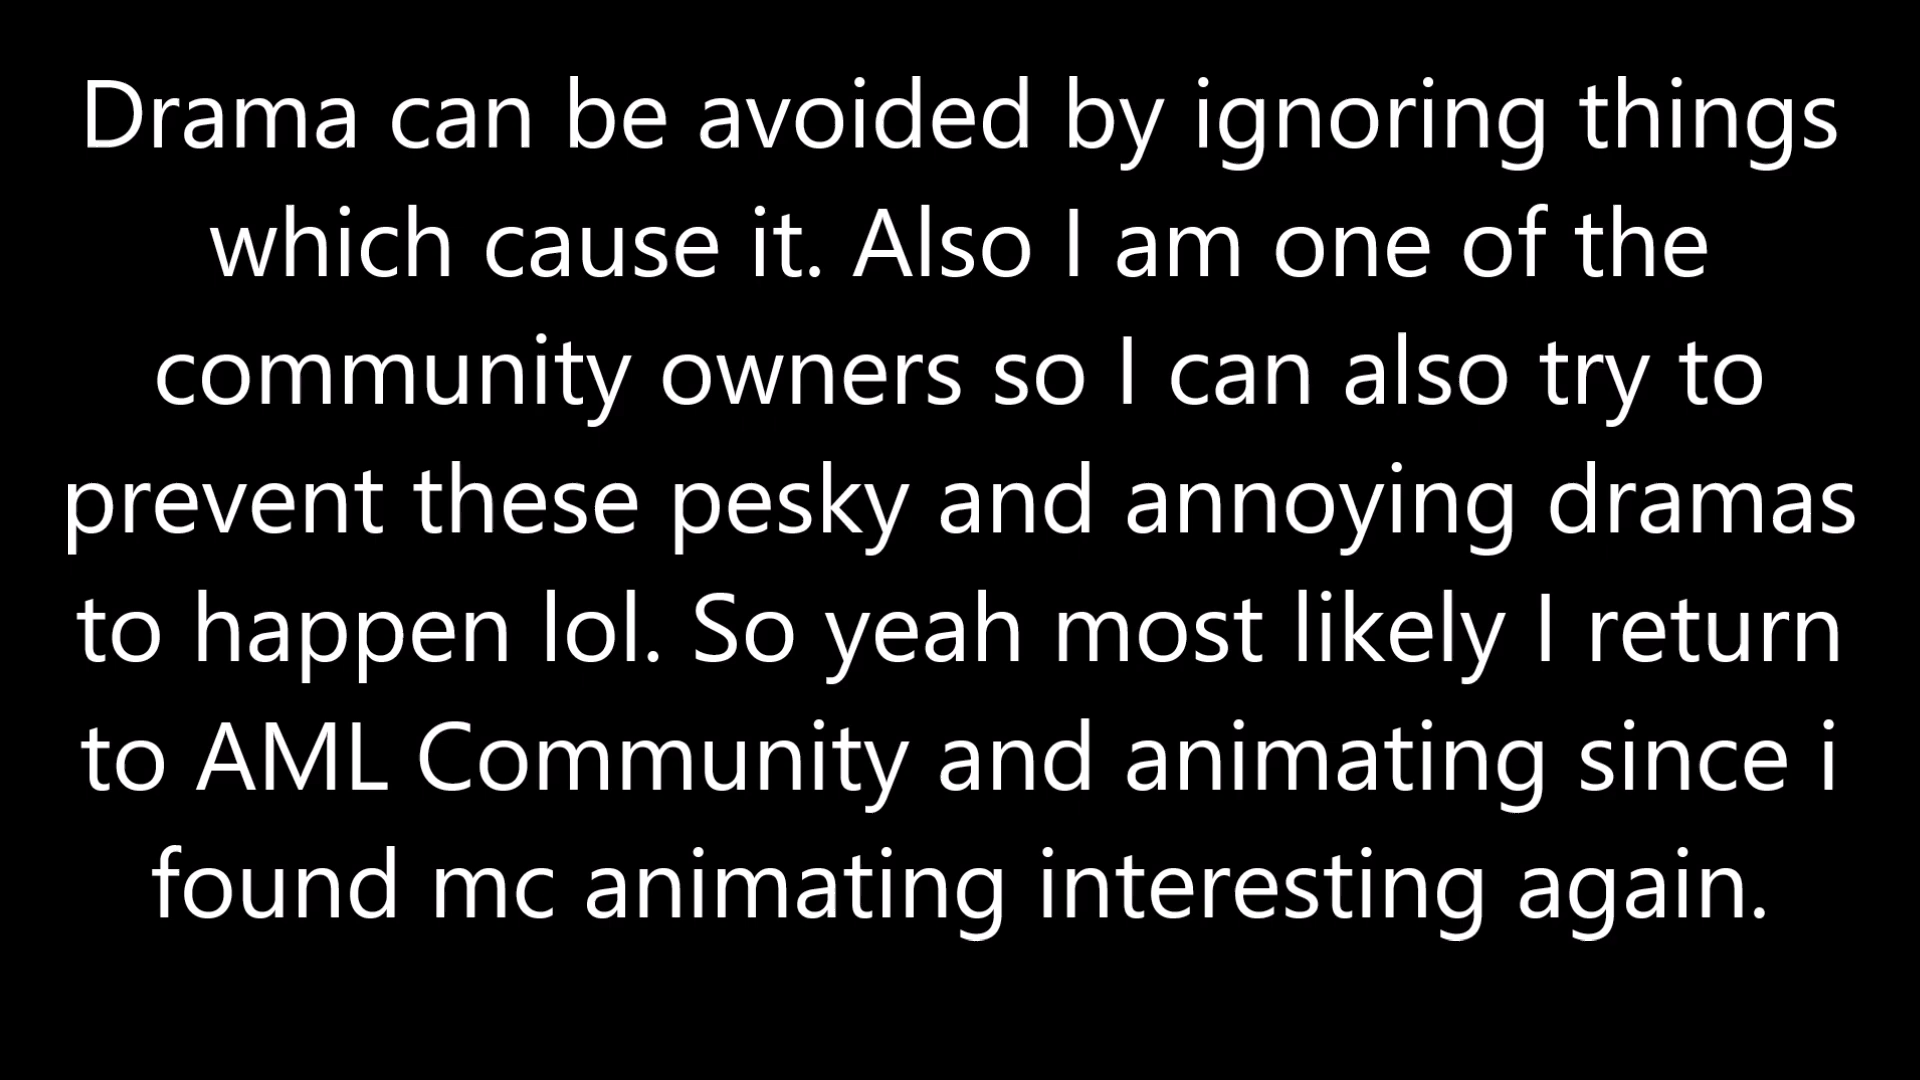 Drama can be avoided by ignoring things
which cause it. Also I am one of the
community owners so I can also try to
prevent these pesky and annoying dramas
to happen lol. So yeah most likely I return
to AML Community and animating since i
found mc animating interesting again.